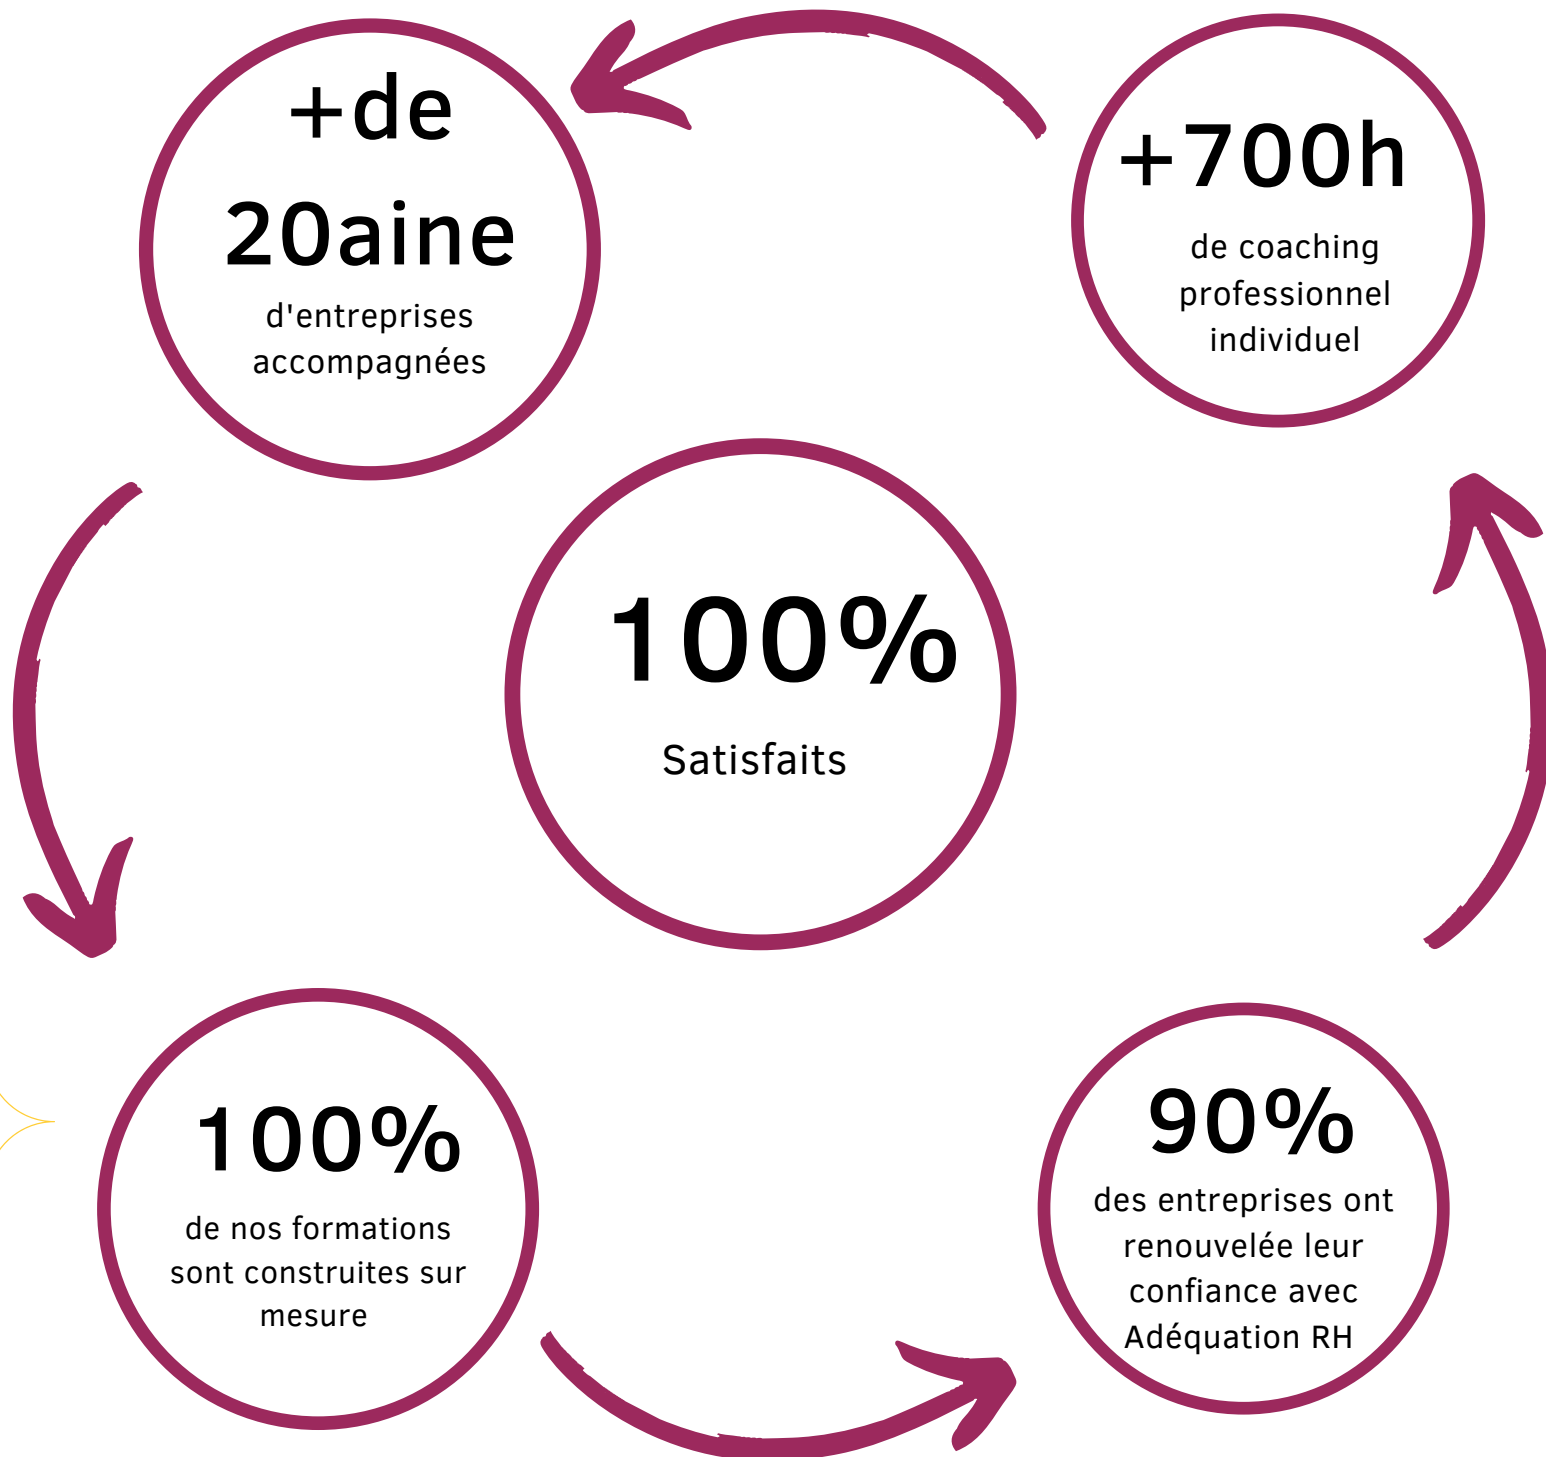 +de
20aine
d'entreprises
accompagnées
+700h
de coaching
professionnel
individuel
100%
Satisfaits
100%
de nos formations
sont construites sur
mesure
90%
des entreprises ont
renouvelée leur
confiance avec
Adéquation RH